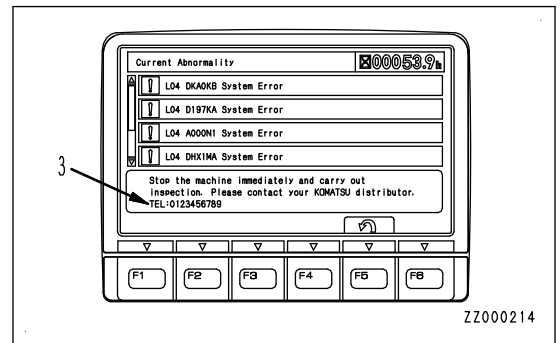 Current Abnormality
00053.9h
! L04 DKA0KB System Error
! L04 D197KA System Error
! L04 A000N1 System Error
! L04 DHX1MA System Error
3
Stop the machine immediately and carry out
inspection. Please contact your KOMATSU distributor.
TEL:0123456789
F1 F2 F3 F4 F5 F6
ZZ000214